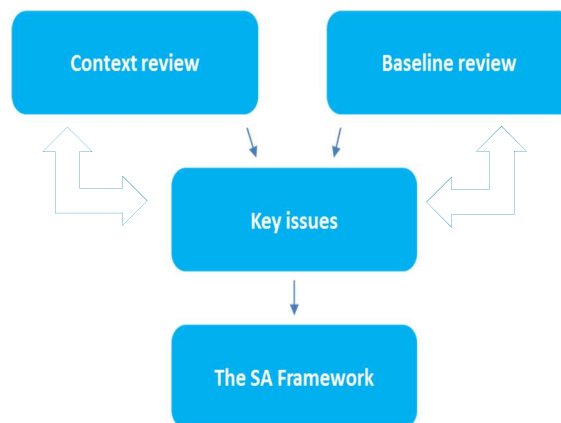 Context review
Baseline review
Key issues
The SA Framework